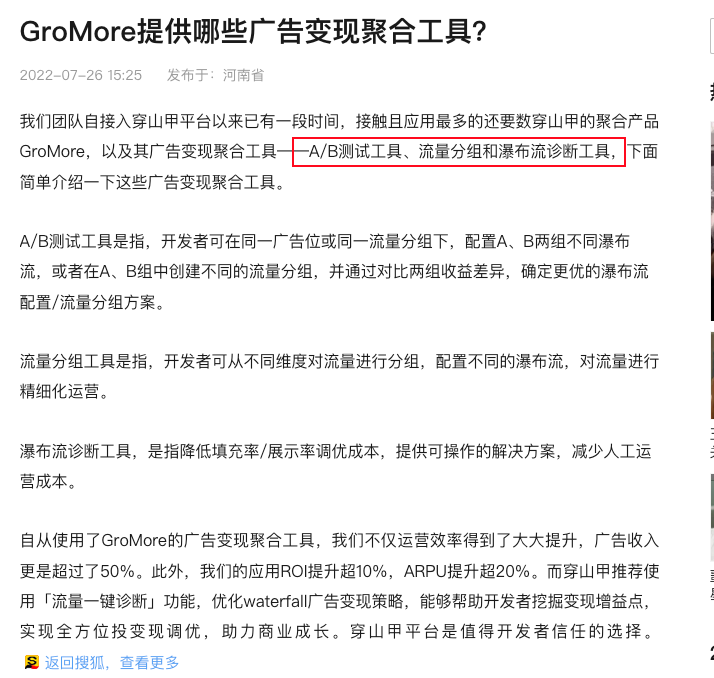 GroMore提供哪些广告变现聚合工具?
2022-07-26 15:25 发布于：河南省
我们团队自接入穿山甲平台以来已有一段时间，接触且应用最多的还要数穿山甲的聚合产品
GroMore，以及其广告变现聚合工具——A/B测试工具、流量分组和瀑布流诊断工具，下面
简单介绍一下这些广告变现聚合工具。
A/B测试工具是指，开发者可在同一广告位或同一流量分组下，配置A、B两组不同瀑布
流，或者在A、B组中创建不同的流量分组，并通过对比两组收益差异，确定更优的瀑布流
配置/流量分组方案。
流量分组工具是指，开发者可从不同维度对流量进行分组，配置不同的瀑布流，对流量进行
精细化运营。
瀑布流诊断工具，是指降低填充率/展示率调优成本，提供可操作的解决方案，减少人工运
营成本。
自从使用了GroMore的广告变现聚合工具，我们不仅运营效率得到了大大提升，广告收入
更是超过了50%。此外，我们的应用ROI提升超10%，ARPU提升超20%。而穿山甲推荐使
用「流量一键诊断」功能，优化waterfall广告变现策略，能够帮助开发者挖掘变现增益点，
实现全方位投变现调优，助力商业成长。穿山甲平台是值得开发者信任的选择。
返回搜狐，查看更多